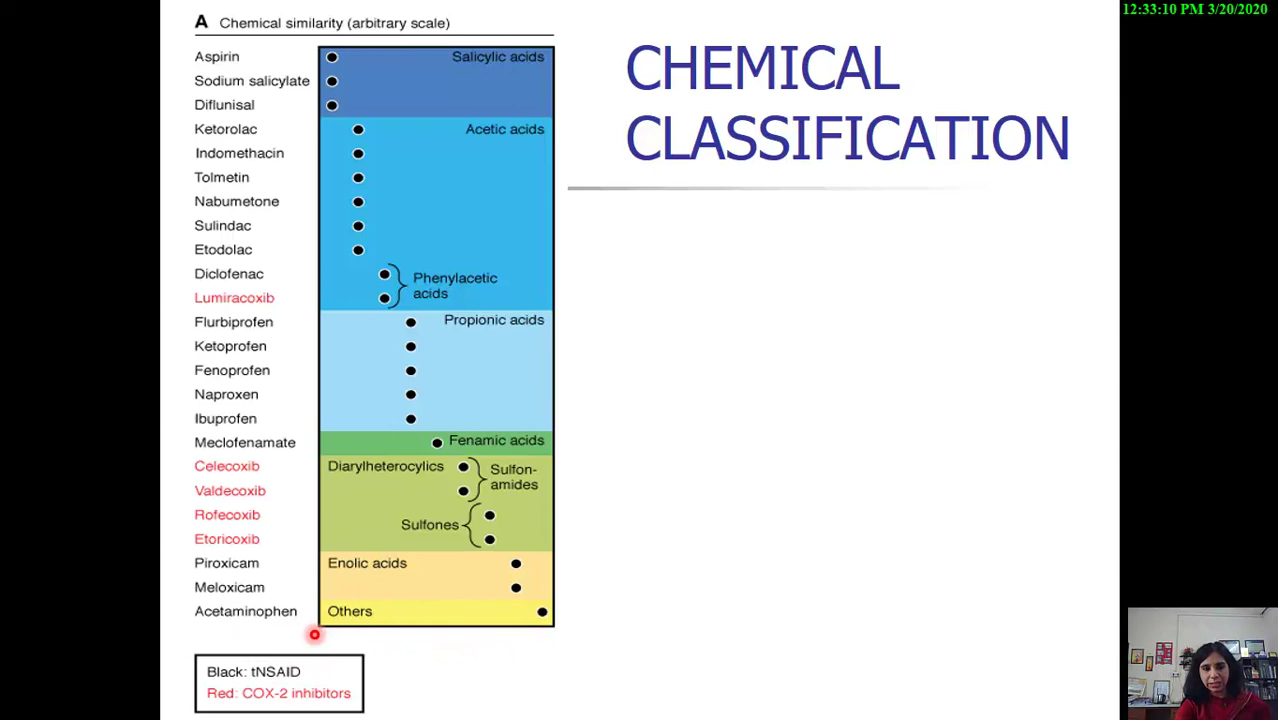 12:33:10 PM 3/20/2020
A Chemical similarity (arbitrary scale)
CHEMICAL
CLASSIFICATION
Aspirin
Salicylic acids
Sodium salicylate
Diflunisal
Ketorolac
Acetic acids
Indomethacin
Tolmetin
Nabumetone
Sulindac
Etodolac
Diclofenac
Phenylacetic
acids
Lumiracoxib
Flurbiprofen
Propionic acids
Ketoprofen
Fenoprofen
Naproxen
Ibuprofen
Meclofenamate
Fenamic acids
Celecoxib
Diarylheterocylics
Sulfon-
amides
Valdecoxib
Rofecoxib
Sulfones
Etoricoxib
Piroxicam
Enolic acids
Meloxicam
Acetaminophen
Others
Black: tNSAID
Red: COX-2 inhibitors